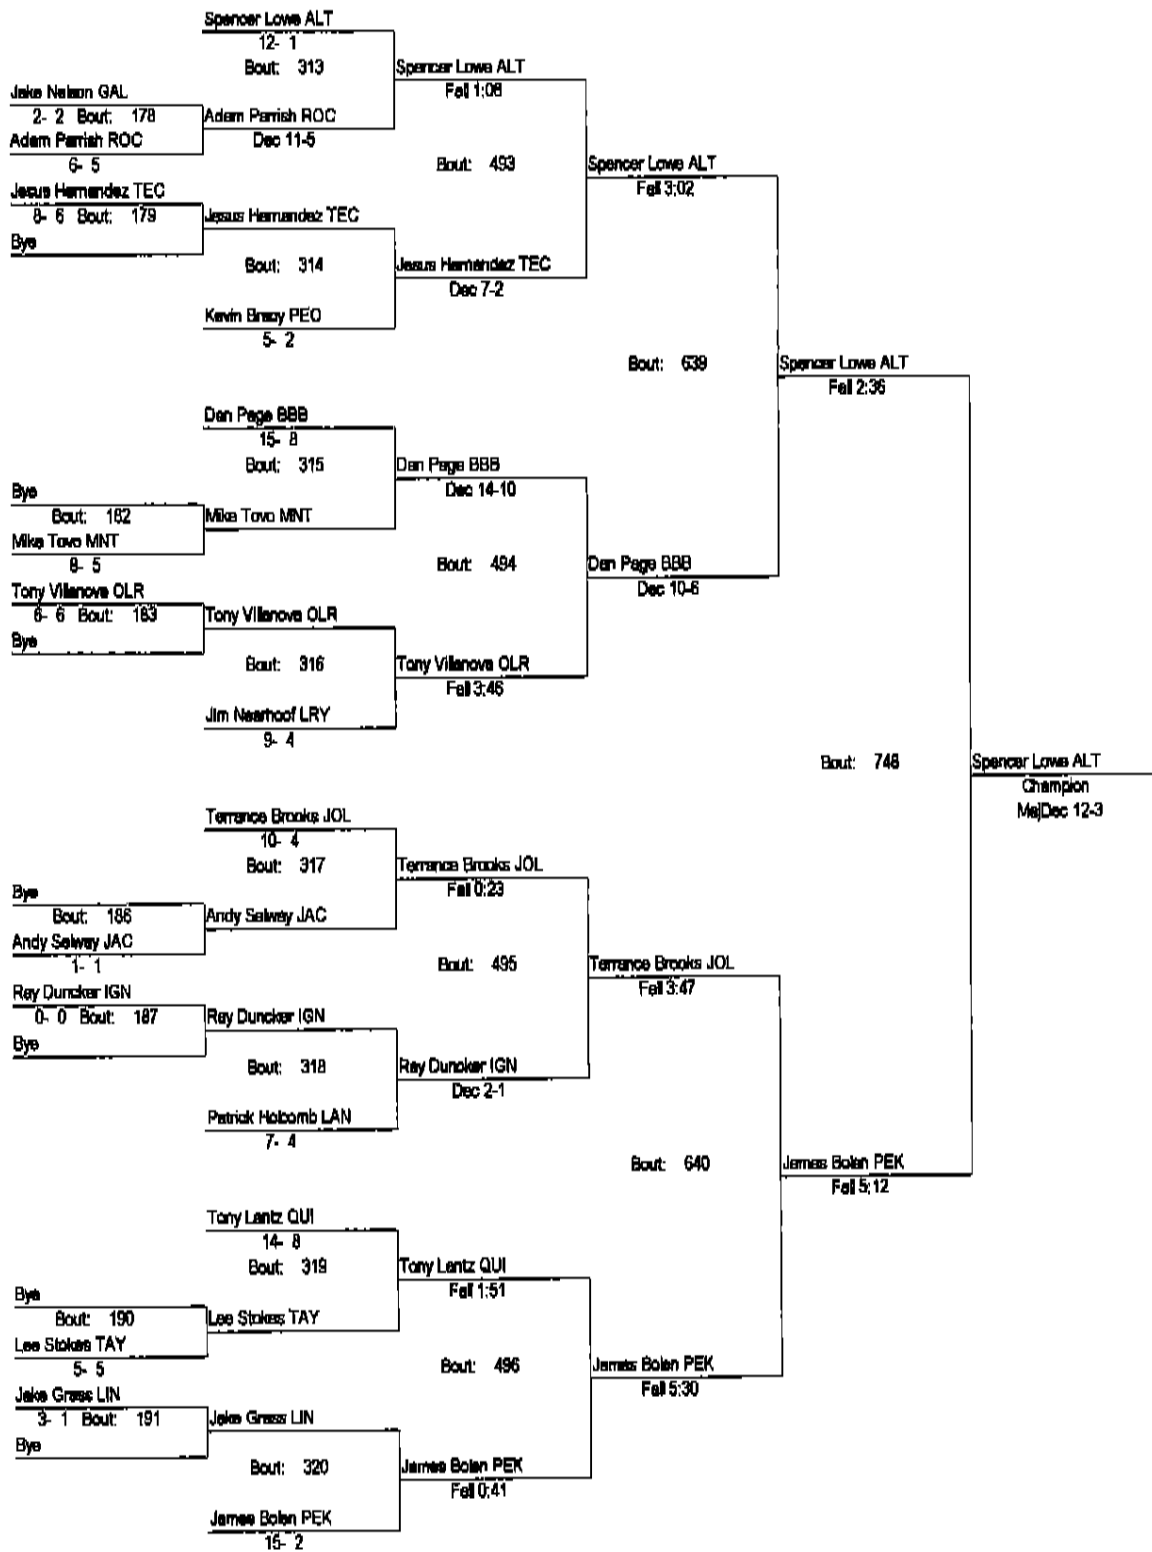 Spencer Lowe ALT
12- 1
Bout: 313
Spencer Lowe ALT
Fall 1:06
Jake Nelson GAL
2- 2 Bout: 178
Adam Parrish ROC
Dec 11-5
Adam Parrish ROC
6- 5
Bout: 493
Spencer Lowe ALT
Fall 3:02
Jesus Hernandez TEC
8- 6 Bout: 179
Jesus Hernandez TEC
Bye
Bout: 314
Jesus Hernandez TEC
Dec 7-2
Kevin Bracy PEO
5- 2
Bout: 639
Spencer Lowe ALT
Fall 2:36
Dan Page BBB
15- 8
Bout: 315
Dan Page BBB
Dec 14-10
Bye
Bout: 182
Mike Tovo MNT
Mike Tovo MNT
8- 5
Bout: 494
Dan Page BBB
Dec 10-6
Tony Villanova OLR
6- 6 Bout: 183
Tony Villanova OLR
Bye
Bout: 316
Tony Villanova OLR
Fall 3:46
Jim Nearhoof LRY
9- 4
Bout: 748
Spencer Lowe ALT
Champion
MajDec 12-3
Terrance Brooks JOL
10- 4
Bout: 317
Terrance Brooks JOL
Fall 0:23
Bye
Bout: 186
Andy Selway JAC
Andy Selway JAC
1- 1
Bout: 495
Terrance Brooks JOL
Fall 3:47
Ray Duncker IGN
0- 0 Bout: 187
Ray Duncker IGN
Bye
Bout: 318
Ray Duncker IGN
Dec 2-1
Patrick Holcomb LAN
7- 4
Bout: 640
James Bolen PEK
Fall 5:12
Tony Lantz QUI
14- 8
Bout: 319
Tony Lantz QUI
Fall 1:51
Bye
Bout: 190
Lee Stokes TAY
Lee Stokes TAY
5- 5
Bout: 496
James Bolen PEK
Fall 5:30
Jake Grass LIN
3- 1 Bout: 191
Jake Grass LIN
Bye
Bout: 320
James Bolen PEK
Fall 0:41
James Bolen PEK
15- 2